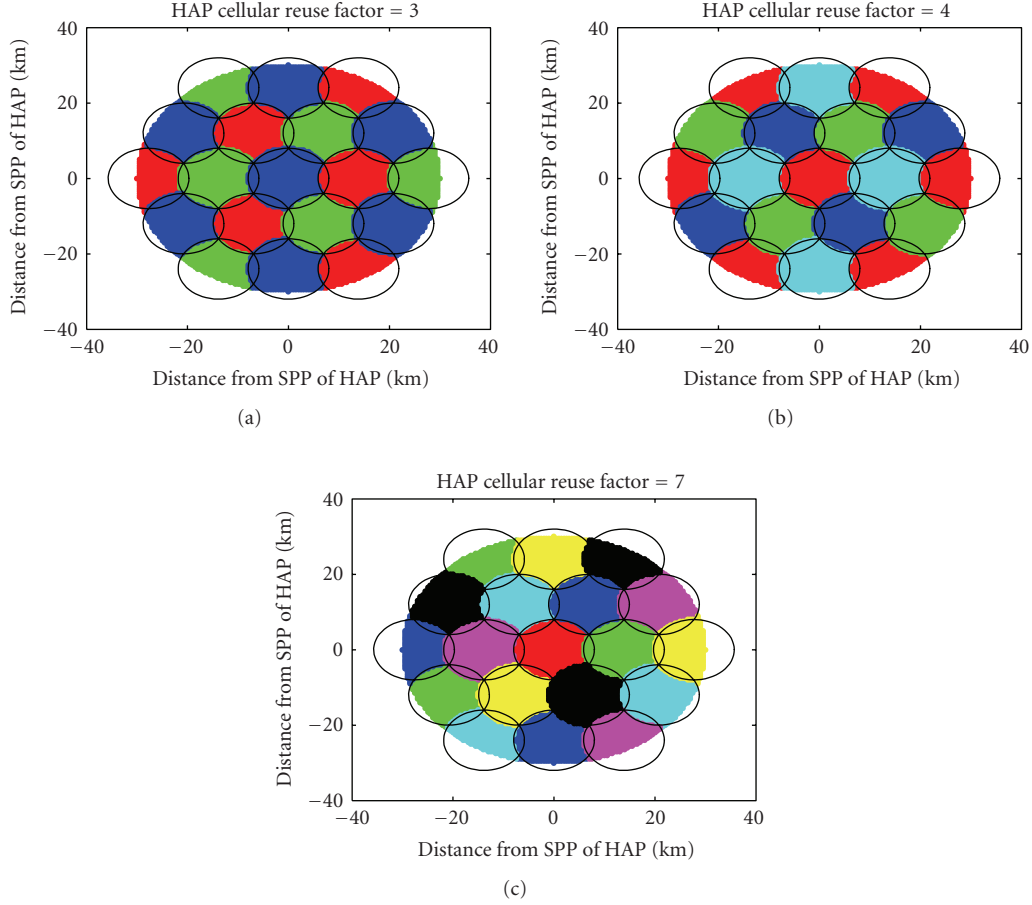 HAP cellular reuse factor = 3
40
20
0
−20
−40
−40
−20
0
20
40
Distance from SPP of HAP (km)
Distance from SPP of HAP (km)
(a)
HAP cellular reuse factor = 4
40
20
0
−20
−40
−40
−20
0
20
40
Distance from SPP of HAP (km)
Distance from SPP of HAP (km)
(b)
HAP cellular reuse factor = 7
40
20
0
−20
−40
−40
−20
0
20
40
Distance from SPP of HAP (km)
Distance from SPP of HAP (km)
(c)